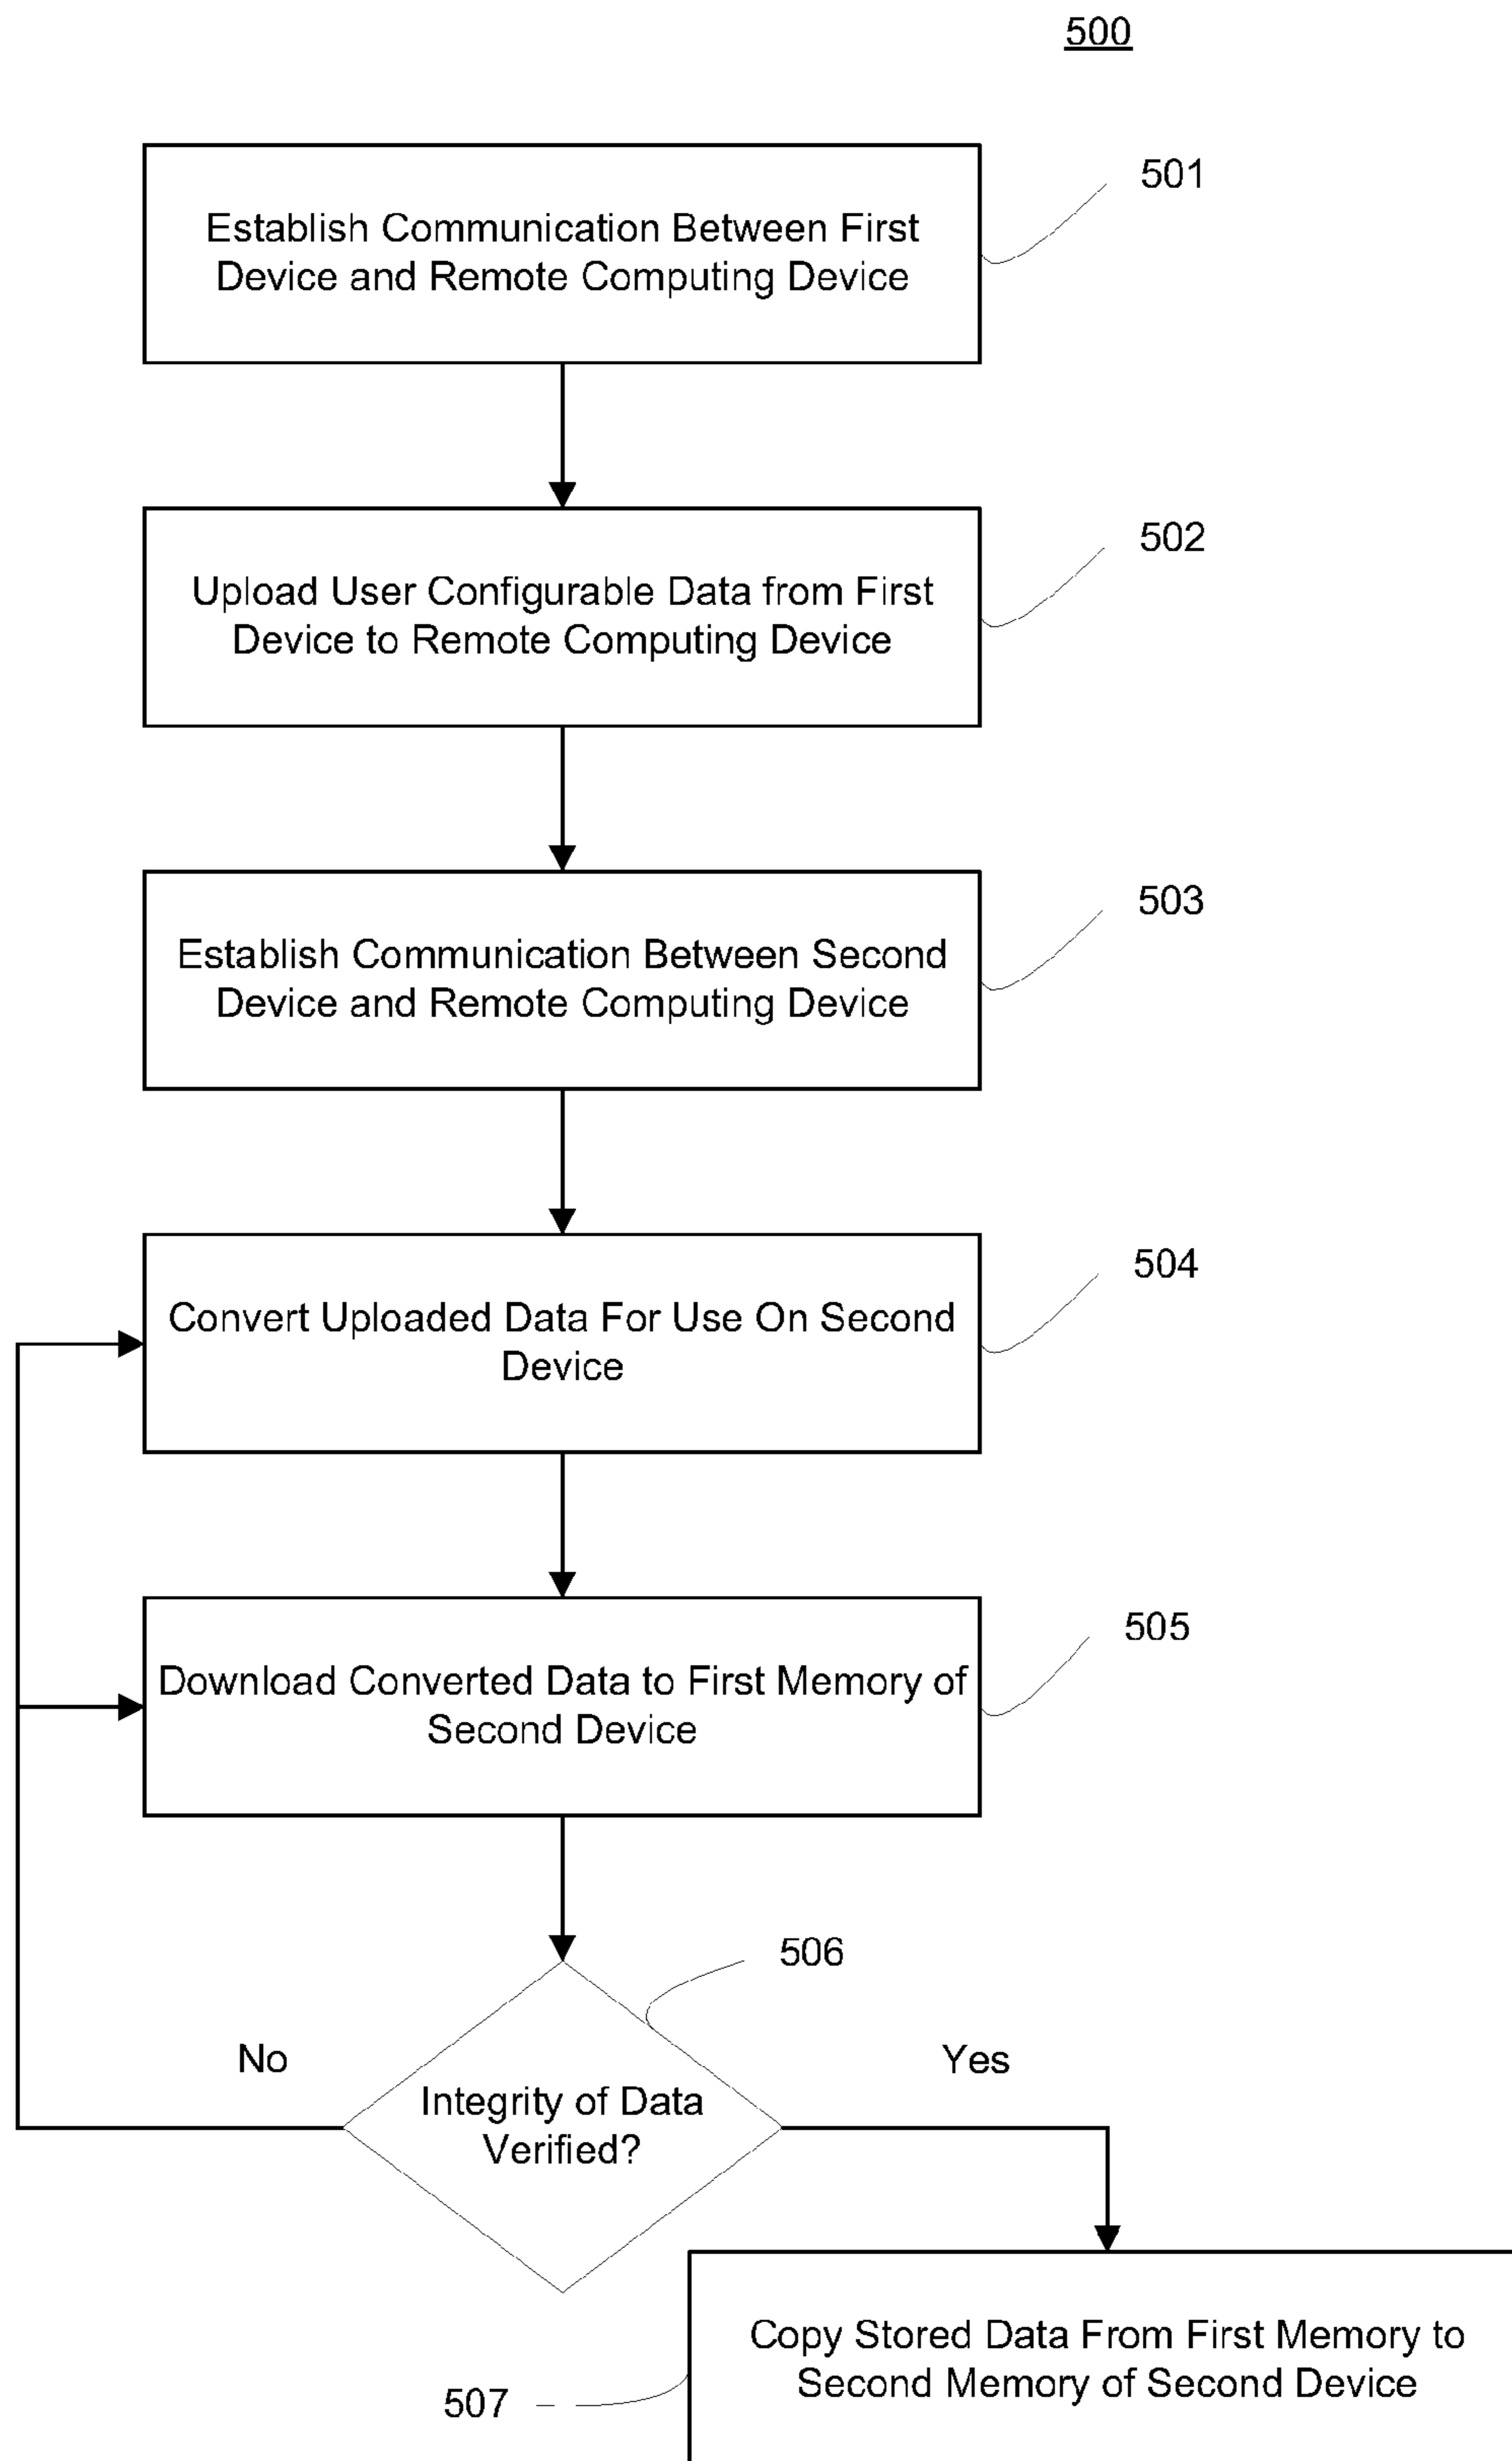 500
Establish Communication Between First
Device and Remote Computing Device
501
Upload User Configurable Data from First
Device to Remote Computing Device
502
Establish Communication Between Second
Device and Remote Computing Device
503
Convert Uploaded Data For Use On Second
Device
504
Download Converted Data to First Memory of
Second Device
505
506
No
Yes
Integrity of Data
Verified?
Copy Stored Data From First Memory to
Second Memory of Second Device
507